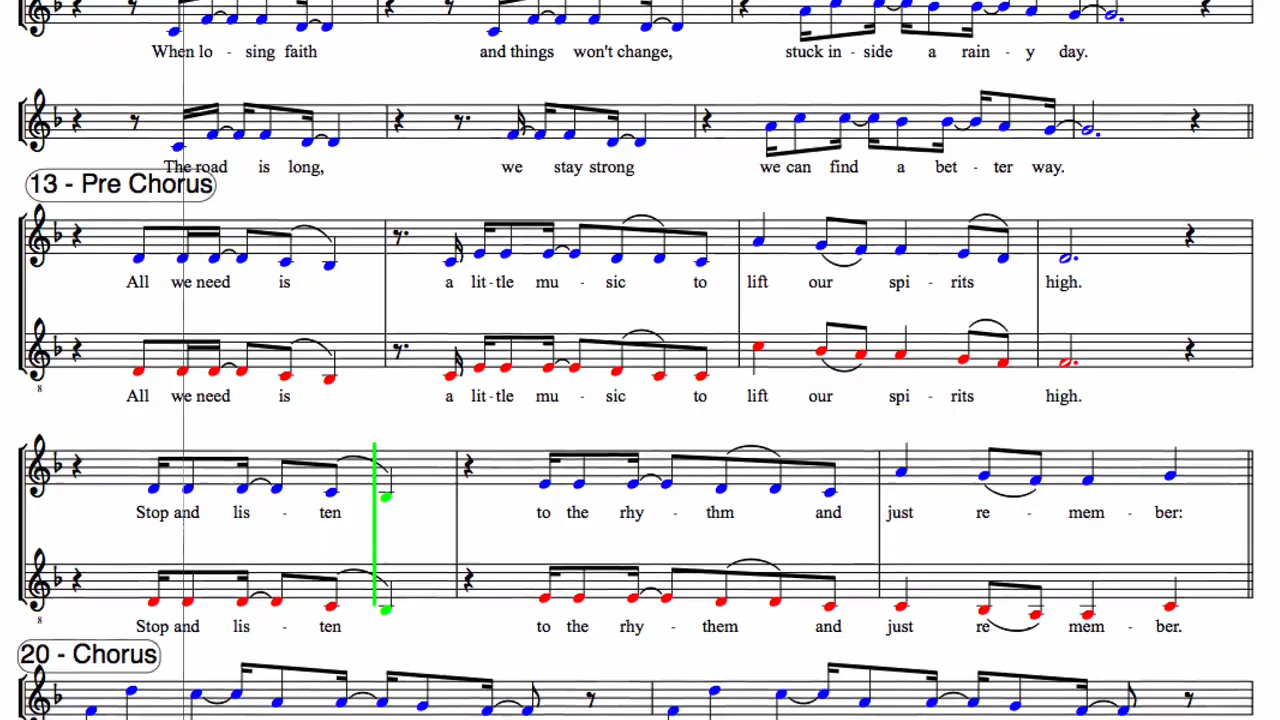 When lo - sing faith and things won't change, stuck in - side a rain - y day.
The road is long, we stay strong we can find a bet - ter way.
13 - Pre Chorus
All we need is a lit - tle mu - sic to lift our spi - rits high.
8
All we need is a lit - tle mu - sic to lift our spi - rits high.
Stop and lis - ten to the rhy - thm and just re - mem - ber:
8
Stop and lis - ten to the rhy - them and just re - mem - ber.
20 - Chorus